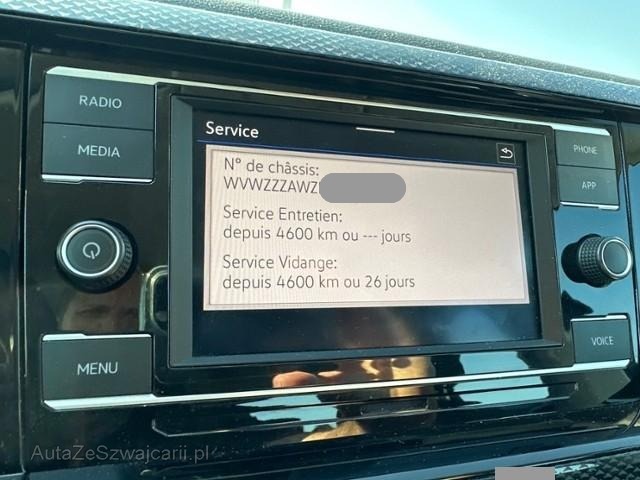 RADIO
MEDIA
MENU
Service
N° de châssis:
WVWZZZAWZ
Service Entretien:
depuis 4600 km ou --- jours
Service Vidange:
depuis 4600 km ou 26 jours
PHONE
APP
VOICE
AutaZeSzwajcarii.pl